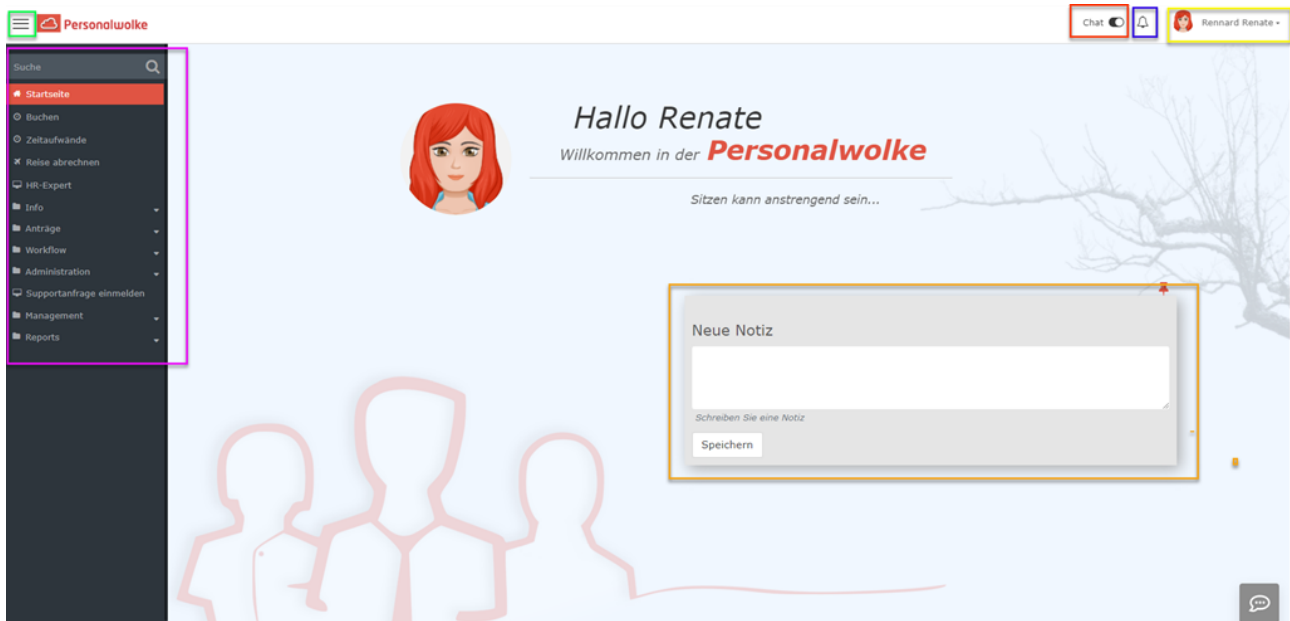 Personalwolke
Chat
Rennard Renate
Suche
Startseite
Buchen
Zeitaufwände
Reise abrechnen
HR-Expert
Info
Anträge
Workflow
Administration
Supportanfrage einmelden
Management
Reports
Hallo Renate
Willkommen in der Personalwolke
Sitzen kann anstrengend sein...
Neue Notiz
Schreiben Sie eine Notiz
Speichern